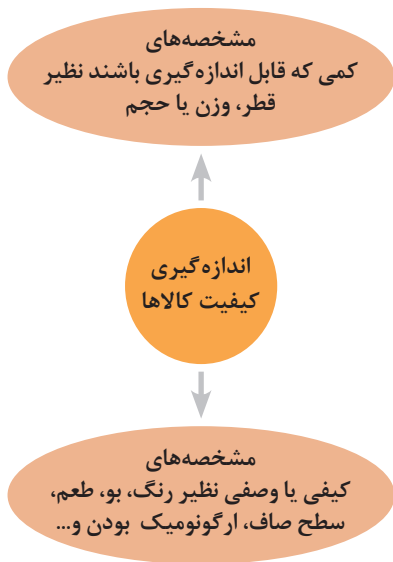 مشخصه‌های
کمی که قابل اندازه‌گیری باشند نظیر
قطر، وزن یا حجم
اندازه‌گیری
کیفیت کالاها
مشخصه‌های
کیفی یا وصفی نظیر رنگ، بو، طعم،
سطح صاف، ارگونومیک بودن و...